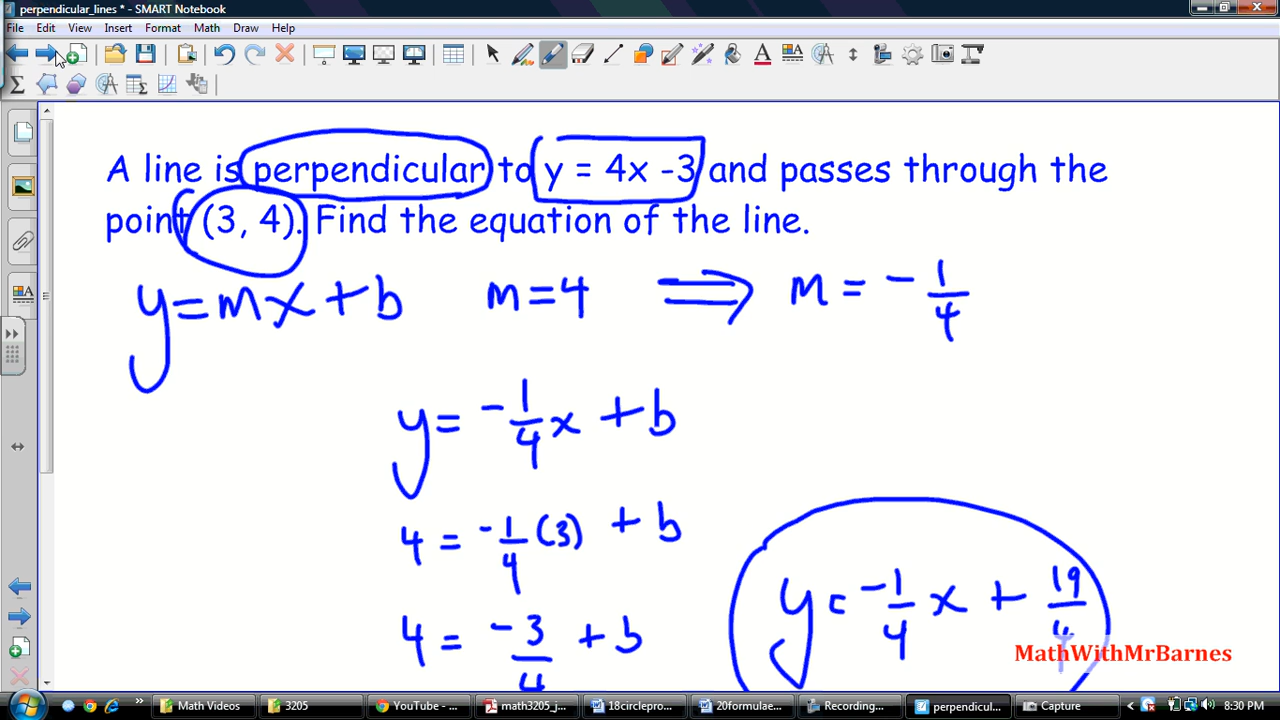 perpendicular_lines * - SMART Notebook
File Edit View Insert Format Math Draw Help
A line is perpendicular to y = 4x -3 and passes through the
point (3, 4). Find the equation of the line.
y = mx + b m = 4 ⟹ m = - 1/4
y = -1/4 x + b
4 = -1/4 (3) + b
y = -1/4 x + 19/4
4 = -3/4 + b
MathWithMrBarnes
Math Videos 3205 YouTube - ... math3205_j... 18circlepro... 20formulae... Recording... perpendicul... Capture 8:30 PM